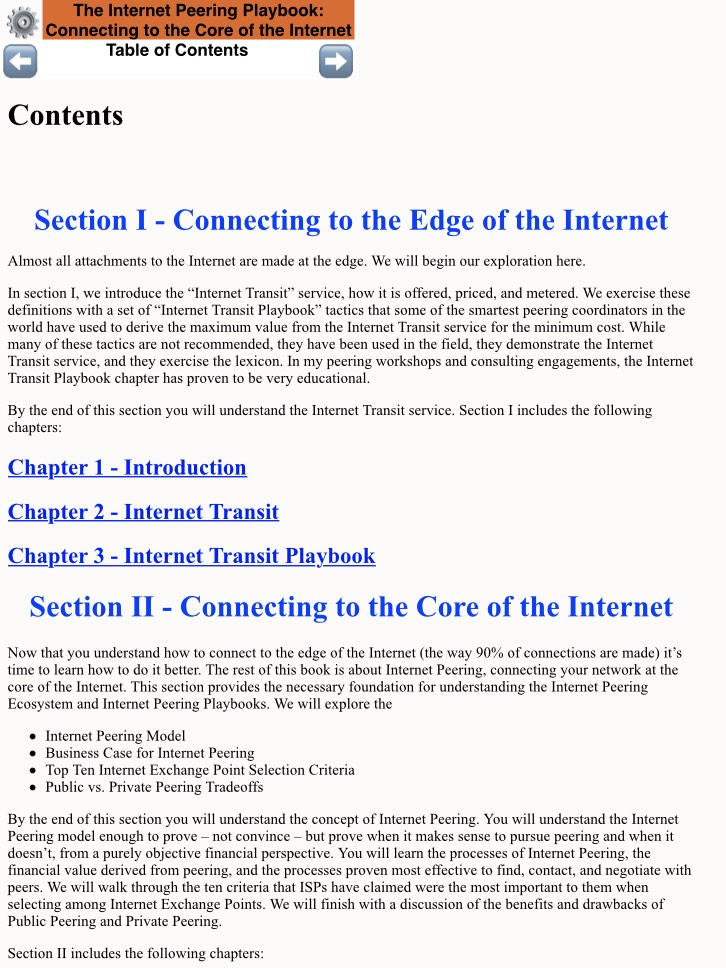 The Internet Peering Playbook:
Connecting to the Core of the Internet
Table of Contents
Contents
Section I - Connecting to the Edge of the Internet
Almost all attachments to the Internet are made at the edge. We will begin our exploration here.
In section I, we introduce the “Internet Transit” service, how it is offered, priced, and metered. We exercise these
definitions with a set of “Internet Transit Playbook” tactics that some of the smartest peering coordinators in the
world have used to derive the maximum value from the Internet Transit service for the minimum cost. While
many of these tactics are not recommended, they have been used in the field, they demonstrate the Internet
Transit service, and they exercise the lexicon. In my peering workshops and consulting engagements, the Internet
Transit Playbook chapter has proven to be very educational.
By the end of this section you will understand the Internet Transit service. Section I includes the following
chapters:
Chapter 1 - Introduction
Chapter 2 - Internet Transit
Chapter 3 - Internet Transit Playbook
Section II - Connecting to the Core of the Internet
Now that you understand how to connect to the edge of the Internet (the way 90% of connections are made) it’s
time to learn how to do it better. The rest of this book is about Internet Peering, connecting your network at the
core of the Internet. This section provides the necessary foundation for understanding the Internet Peering
Ecosystem and Internet Peering Playbooks. We will explore the
• Internet Peering Model
• Business Case for Internet Peering
• Top Ten Internet Exchange Point Selection Criteria
• Public vs. Private Peering Tradeoffs
By the end of this section you will understand the concept of Internet Peering. You will understand the Internet
Peering model enough to prove – not convince – but prove when it makes sense to pursue peering and when it
doesn’t, from a purely objective financial perspective. You will learn the processes of Internet Peering, the
financial value derived from peering, and the processes proven most effective to find, contact, and negotiate with
peers. We will walk through the ten criteria that ISPs have claimed were the most important to them when
selecting among Internet Exchange Points. We will finish with a discussion of the benefits and drawbacks of
Public Peering and Private Peering.
Section II includes the following chapters: